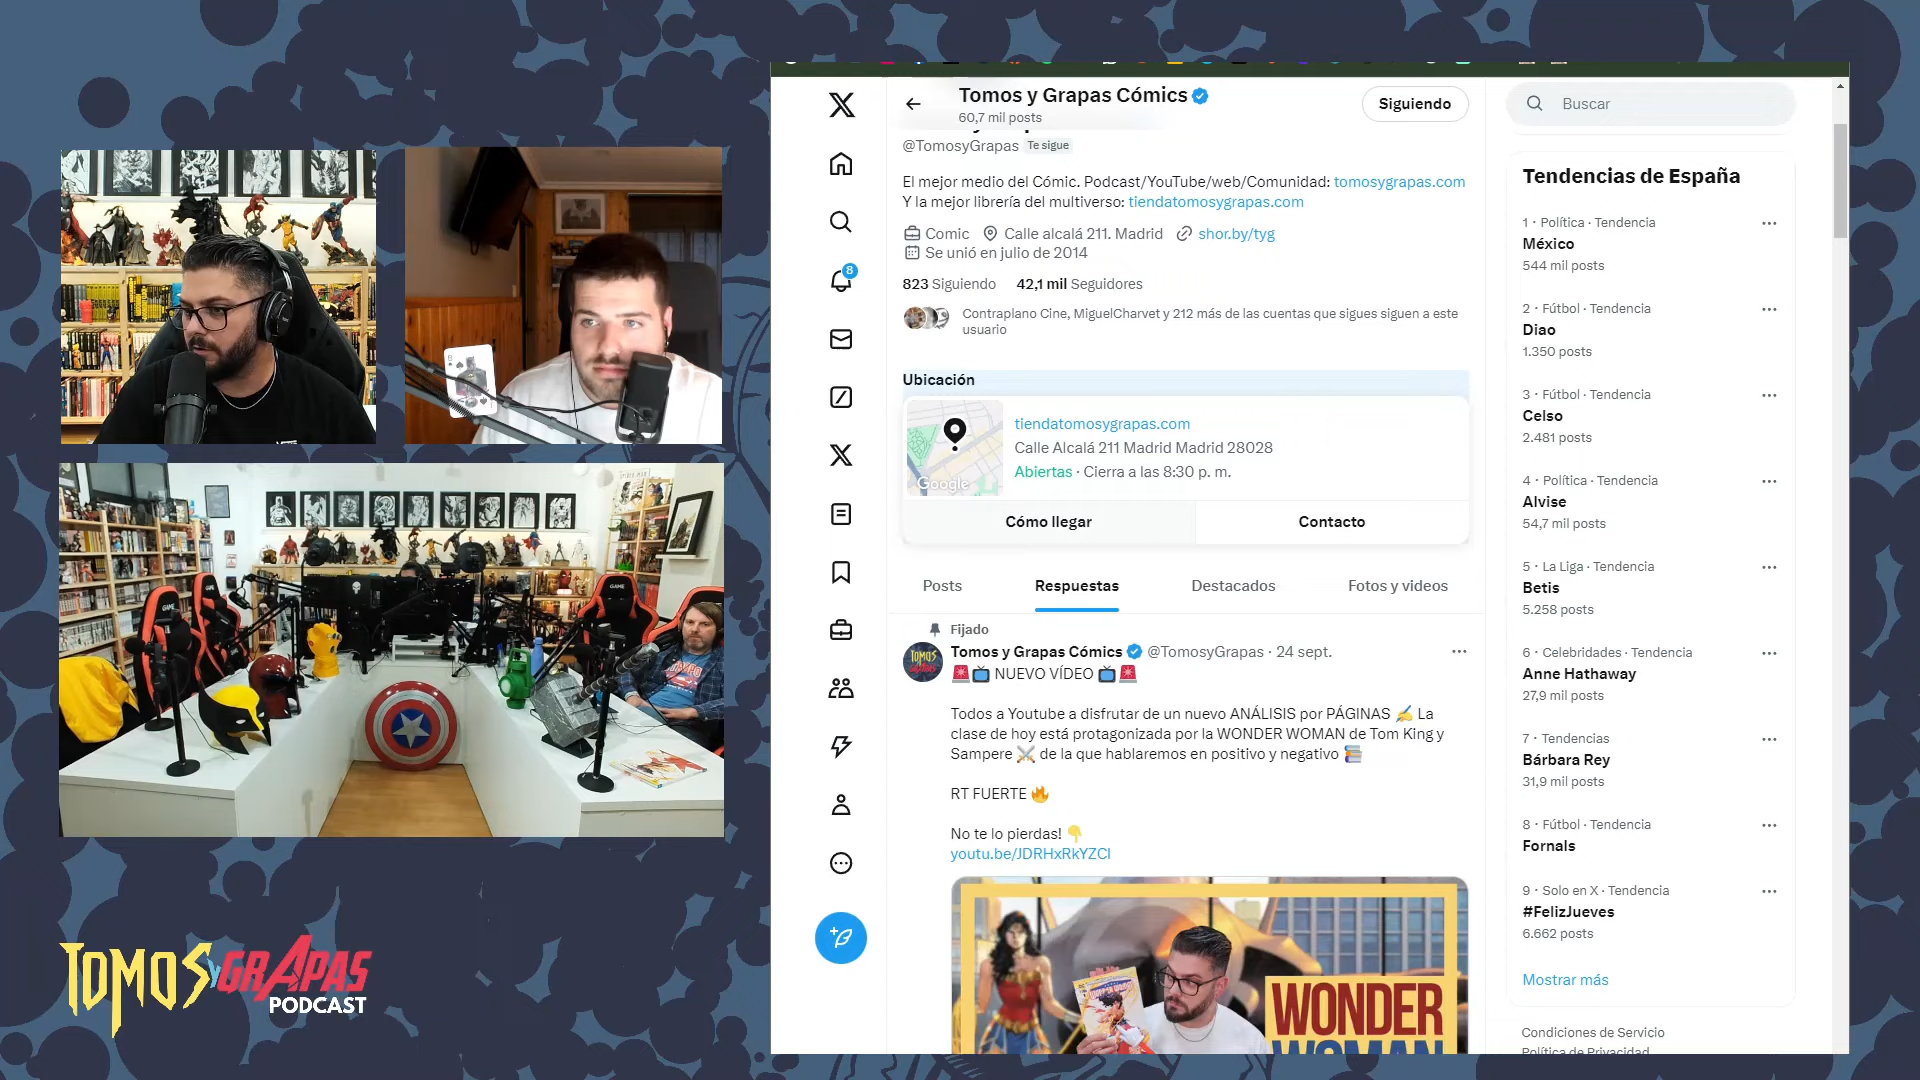 Tomos y Grapas Cómics
60,7 mil posts
Siguiendo
@TomosyGrapas Te sigue
El mejor medio del Cómic. Podcast/YouTube/web/Comunidad: tomosygrapas.com
Y la mejor librería del multiverso: tiendatomosygrapas.com
Comic Calle alcalá 211. Madrid shor.by/tyg
Se unió en julio de 2014
823 Siguiendo 42,1 mil Seguidores
Contraplano Cine, MiguelCharvet y 212 más de las cuentas que sigues siguen a este
usuario
Ubicación
tiendatomosygrapas.com
Calle Alcalá 211 Madrid Madrid 28028
Abiertas · Cierra a las 8:30 p. m.
Google
Cómo llegar
Contacto
Posts
Respuestas
Destacados
Fotos y videos
Fijado
Tomos y Grapas Cómics @TomosyGrapas · 24 sept.
🚨📺 NUEVO VÍDEO 📺🚨
Todos a Youtube a disfrutar de un nuevo ANÁLISIS por PÁGINAS ✍️ La
clase de hoy está protagonizada por la WONDER WOMAN de Tom King y
Sampere ⚔️ de la que hablaremos en positivo y negativo 📚
RT FUERTE 🔥
No te lo pierdas! 👇
youtu.be/JDRHxRkYZCI
WONDER
WOMAN
8
Buscar
Tendencias de España
1 · Política · Tendencia
México
544 mil posts
2 · Fútbol · Tendencia
Diao
1.350 posts
3 · Fútbol · Tendencia
Celso
2.481 posts
4 · Política · Tendencia
Alvise
54,7 mil posts
5 · La Liga · Tendencia
Betis
5.258 posts
6 · Celebridades · Tendencia
Anne Hathaway
27,9 mil posts
7 · Tendencias
Bárbara Rey
31,9 mil posts
8 · Fútbol · Tendencia
Fornals
9 · Solo en X · Tendencia
#FelizJueves
6.662 posts
Mostrar más
Condiciones de Servicio
Política de Privacidad
GAME
GAME
TOMOS Y GRAPAS
PODCAST
TOMOS